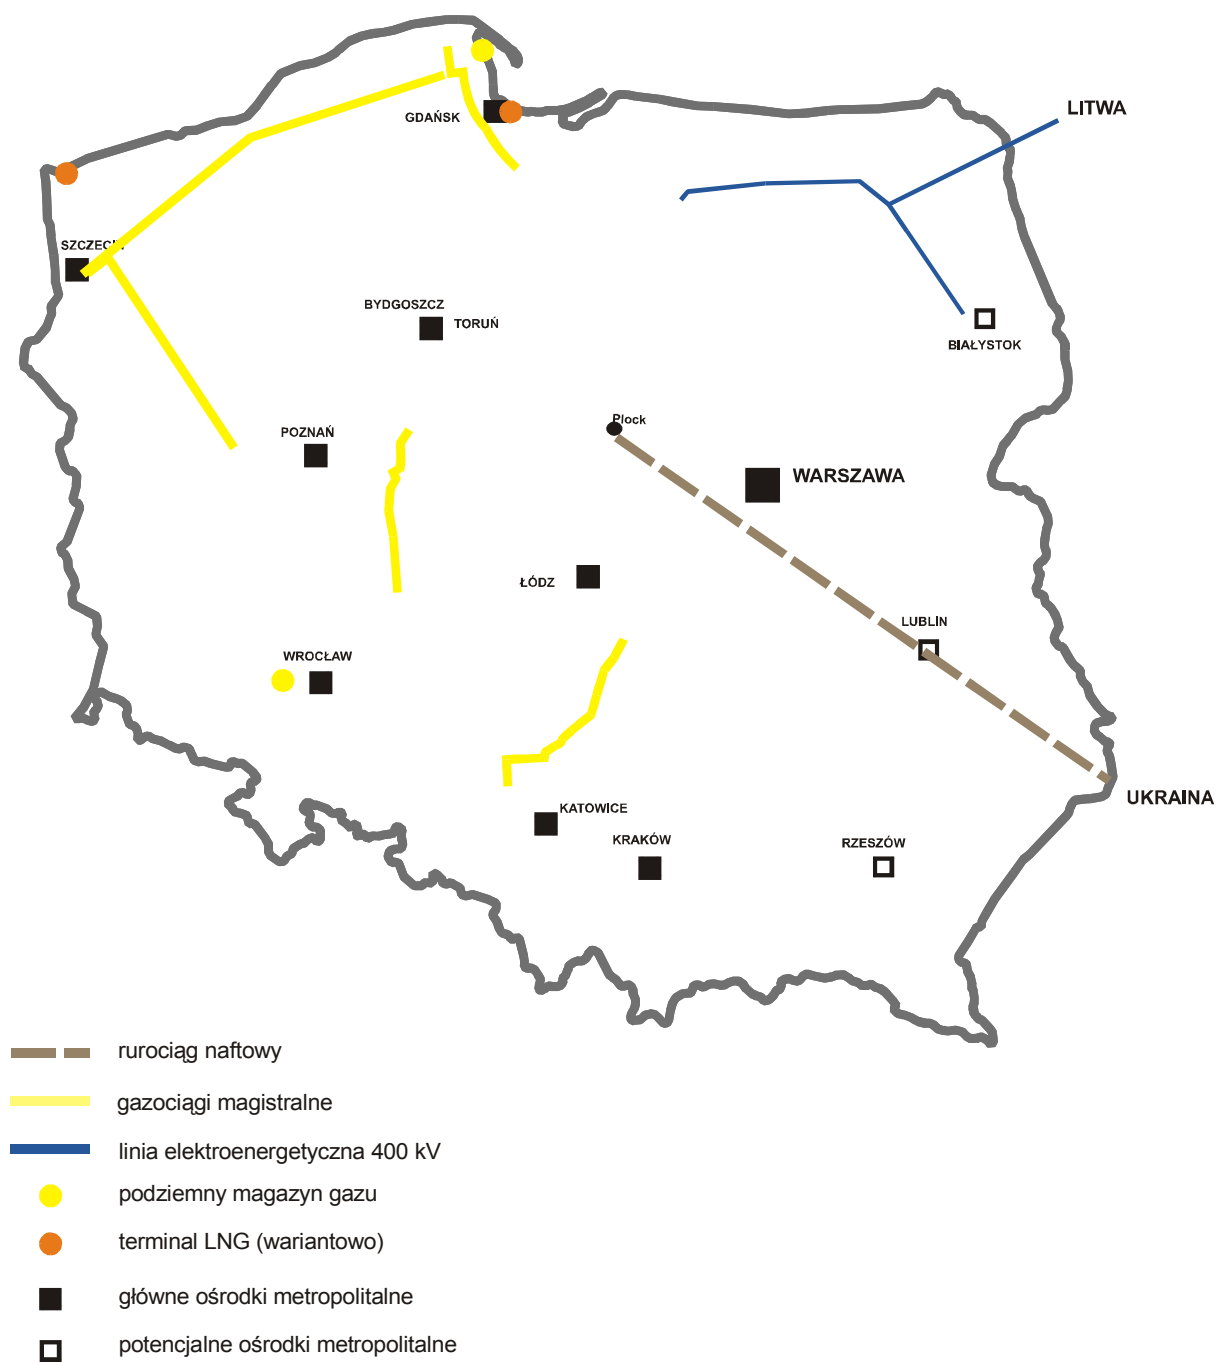 LITWA
GDAŃSK
SZCZECIN
BYDGOSZCZ
TORUŃ
BIAŁYSTOK
Płock
POZNAŃ
WARSZAWA
ŁÓDZ
LUBLIN
WROCŁAW
UKRAINA
KATOWICE
KRAKÓW
RZESZÓW
rurociąg naftowy
gazociągi magistralne
linia elektroenergetyczna 400 kV
podziemny magazyn gazu
terminal LNG (wariantowo)
główne ośrodki metropolitalne
potencjalne ośrodki metropolitalne